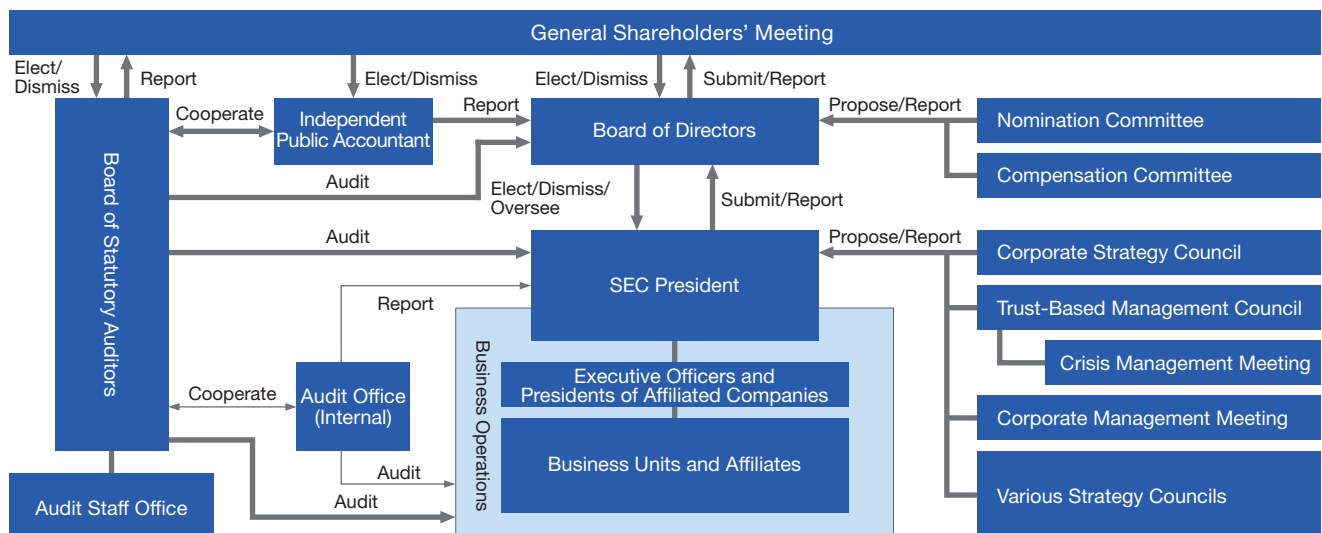 General Shareholders' Meeting
Elect/
Dismiss
Report
Elect/Dismiss
Elect/Dismiss
Submit/Report
Cooperate
Independent
Public Accountant
Report
Board of Directors
Propose/Report
Nomination Committee
Compensation Committee
Board of Statutory Auditors
Audit
Elect/Dismiss/
Oversee
Submit/Report
Audit
SEC President
Propose/Report
Corporate Strategy Council
Trust-Based Management Council
Crisis Management Meeting
Corporate Management Meeting
Various Strategy Councils
Report
Business Operations
Executive Officers and
Presidents of Affiliated Companies
Business Units and Affiliates
Cooperate
Audit Office
(Internal)
Audit
Audit
Audit Staff Office